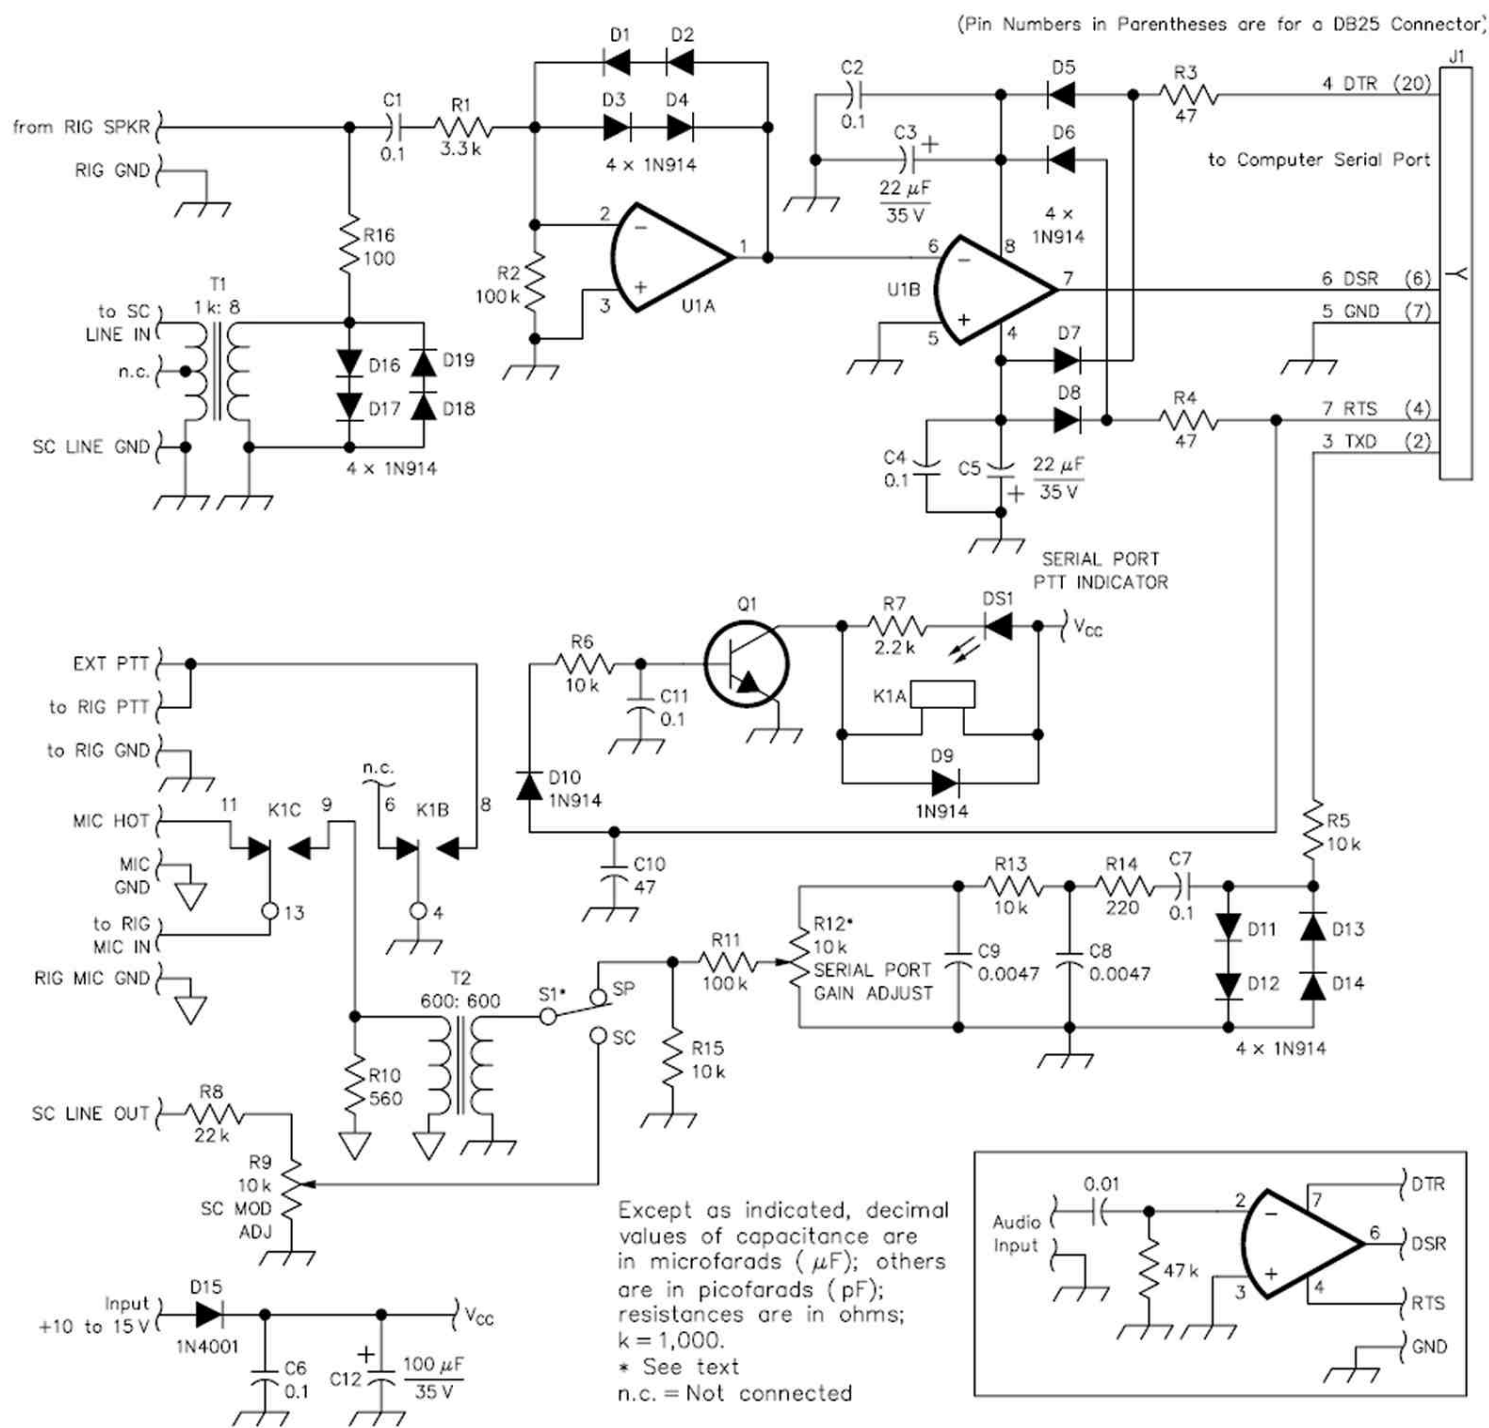 (Pin Numbers in Parentheses are for a DB25 Connector)
J1
D1 D2
D3 D4
4 x 1N914
C1
0.1
R1
3.3 k
from RIG SPKR
RIG GND
R16
100
T1
1 k: 8
to SC
LINE IN
n.c.
SC LINE GND
D16
D17
D19
D18
4 x 1N914
R2
100 k
2
3
1
−
+
U1A
C2
0.1
C3
+
22 μF
35 V
D5
D6
4 x
1N914
R3
47
4 DTR (20)
to Computer Serial Port
6
5
8
4
7
−
+
U1B
6 DSR (6)
5 GND (7)
D7
D8
R4
47
7 RTS (4)
3 TXD (2)
C4
0.1
C5
+
22 μF
35 V
SERIAL PORT
PTT INDICATOR
Q1
R7
2.2 k
DS1
VCC
R6
10 k
C11
0.1
K1A
D9
1N914
D10
1N914
EXT PTT
to RIG PTT
to RIG GND
n.c.
MIC HOT
11 K1C 9
6 K1B 8
MIC
GND
13
4
to RIG
MIC IN
RIG MIC GND
C10
47
R5
10 k
R13
10 k
R14
220
C7
0.1
R12*
10 k
SERIAL PORT
GAIN ADJUST
R11
100 k
C9
0.0047
C8
0.0047
D11
D12
D13
D14
4 x 1N914
T2
600: 600
S1*
SP
SC
R15
10 k
R10
560
SC LINE OUT
R8
22 k
R9
10 k
SC MOD
ADJ
Input
+10 to 15 V
D15
1N4001
VCC
C6
0.1
+
C12
100 μF
35 V
Except as indicated, decimal
values of capacitance are
in microfarads ( μF); others
are in picofarads ( pF);
resistances are in ohms;
k = 1,000.
* See text
n.c. = Not connected
Audio
Input
0.01
47 k
2
3
7
6
4
−
+
DTR
DSR
RTS
GND